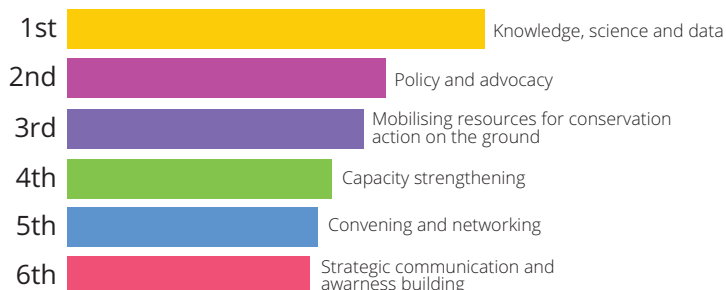 1st
Knowledge, science and data
2nd
Policy and advocacy
3rd
Mobilising resources for conservation
action on the ground
4th
Capacity strengthening
5th
Convening and networking
6th
Strategic communication and
awarness building